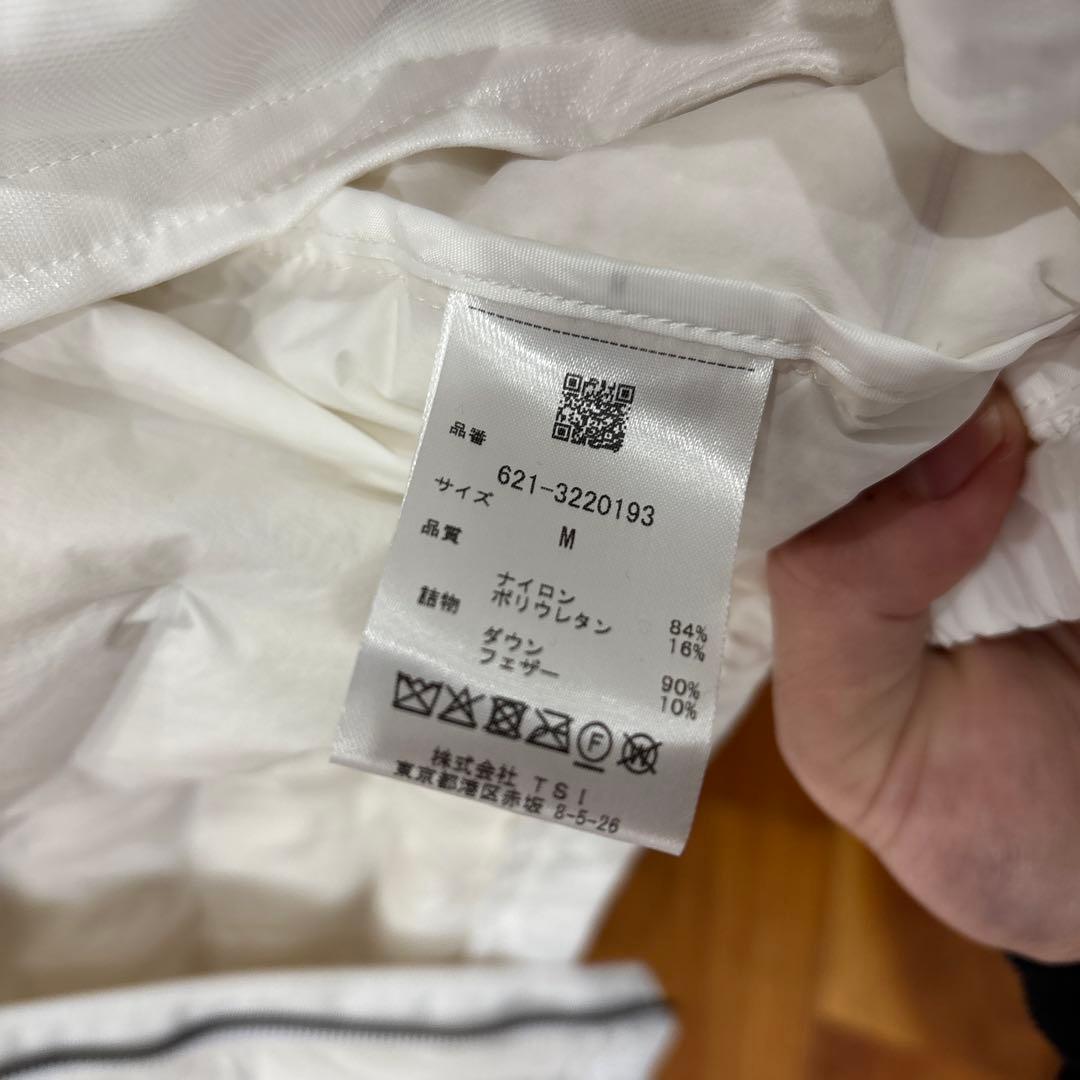 品番
621-3220193
サイズ
M
品質
ナイロン 84%
ポリウレタン 16%
詰物
ダウン 90%
フェザー 10%
F
W
株式会社 TSI
東京都港区赤坂 8-5-26